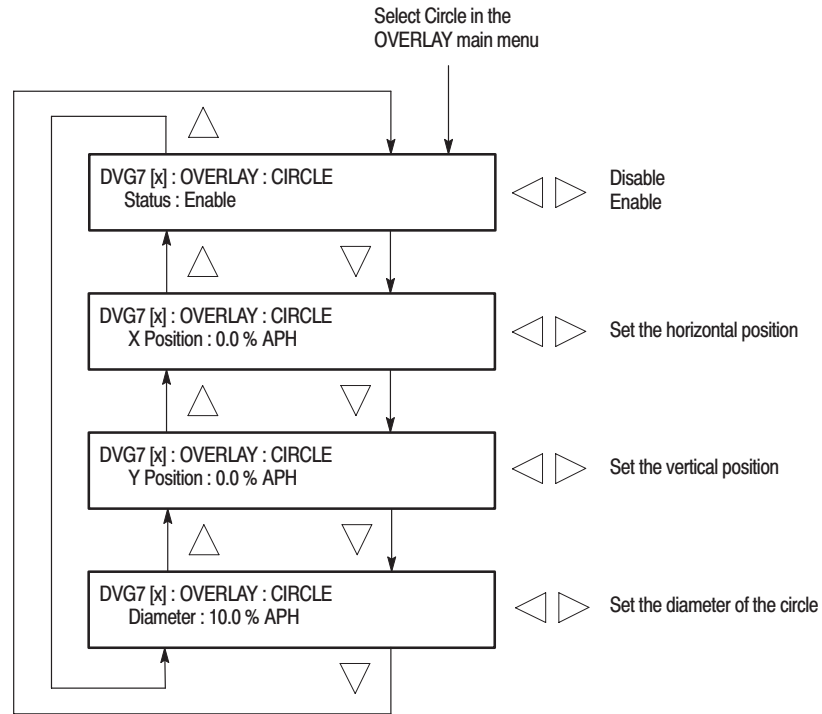 Select Circle in the
OVERLAY main menu
DVG7 [x] : OVERLAY : CIRCLE
Status : Enable
Disable
Enable
DVG7 [x] : OVERLAY : CIRCLE
X Position : 0.0 % APH
Set the horizontal position
DVG7 [x] : OVERLAY : CIRCLE
Y Position : 0.0 % APH
Set the vertical position
DVG7 [x] : OVERLAY : CIRCLE
Diameter : 10.0 % APH
Set the diameter of the circle